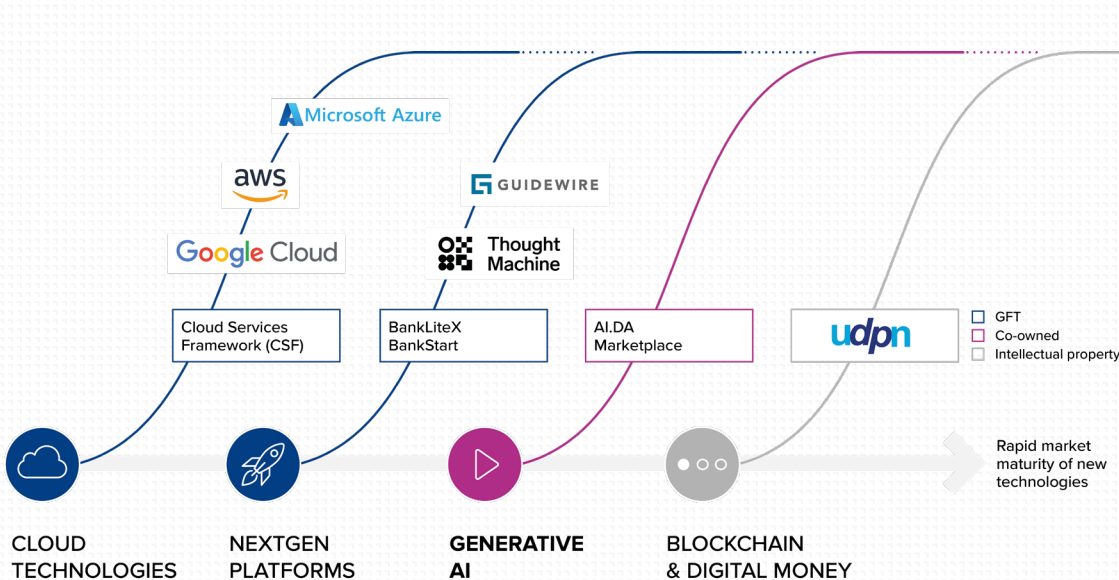 Microsoft Azure
aws
GUIDEWIRE
Google Cloud
Thought
Machine
Cloud Services
Framework (CSF)
BankLiteX
BankStart
AI.DA
Marketplace
udpn
GFT
Co-owned
Intellectual property
Rapid market
maturity of new
technologies
CLOUD
TECHNOLOGIES
NEXTGEN
PLATFORMS
GENERATIVE
AI
BLOCKCHAIN
& DIGITAL MONEY